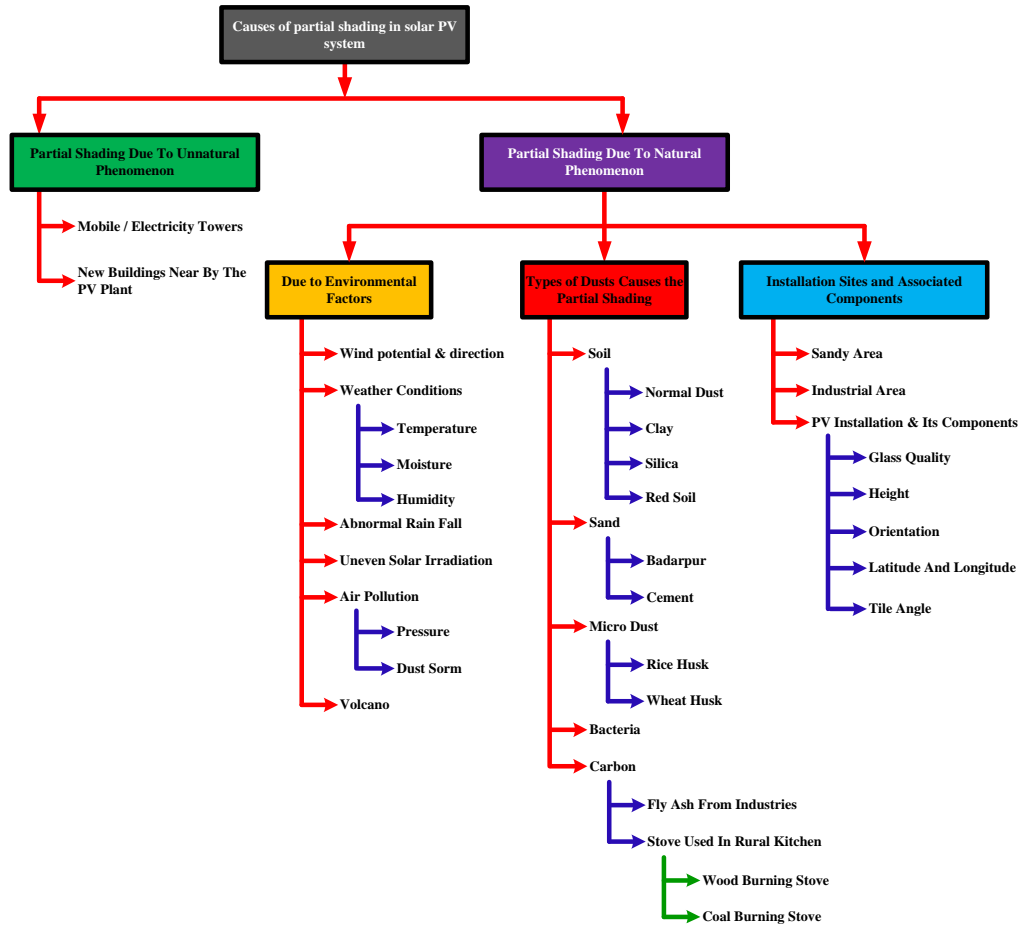 Causes of partial shading in solar PV
system
Partial Shading Due To Unnatural
Phenomenon
Mobile / Electricity Towers
New Buildings Near By The
PV Plant
Partial Shading Due To Natural
Phenomenon
Due to Environmental
Factors
Wind potential & direction
Weather Conditions
Temperature
Moisture
Humidity
Abnormal Rain Fall
Uneven Solar Irradiation
Air Pollution
Pressure
Dust Sorm
Volcano
Types of Dusts Causes the
Partial Shading
Soil
Normal Dust
Clay
Silica
Red Soil
Sand
Badarpur
Cement
Micro Dust
Rice Husk
Wheat Husk
Bacteria
Carbon
Fly Ash From Industries
Stove Used In Rural Kitchen
Wood Burning Stove
Coal Burning Stove
Installation Sites and Associated
Components
Sandy Area
Industrial Area
PV Installation & Its Components
Glass Quality
Height
Orientation
Latitude And Longitude
Tile Angle